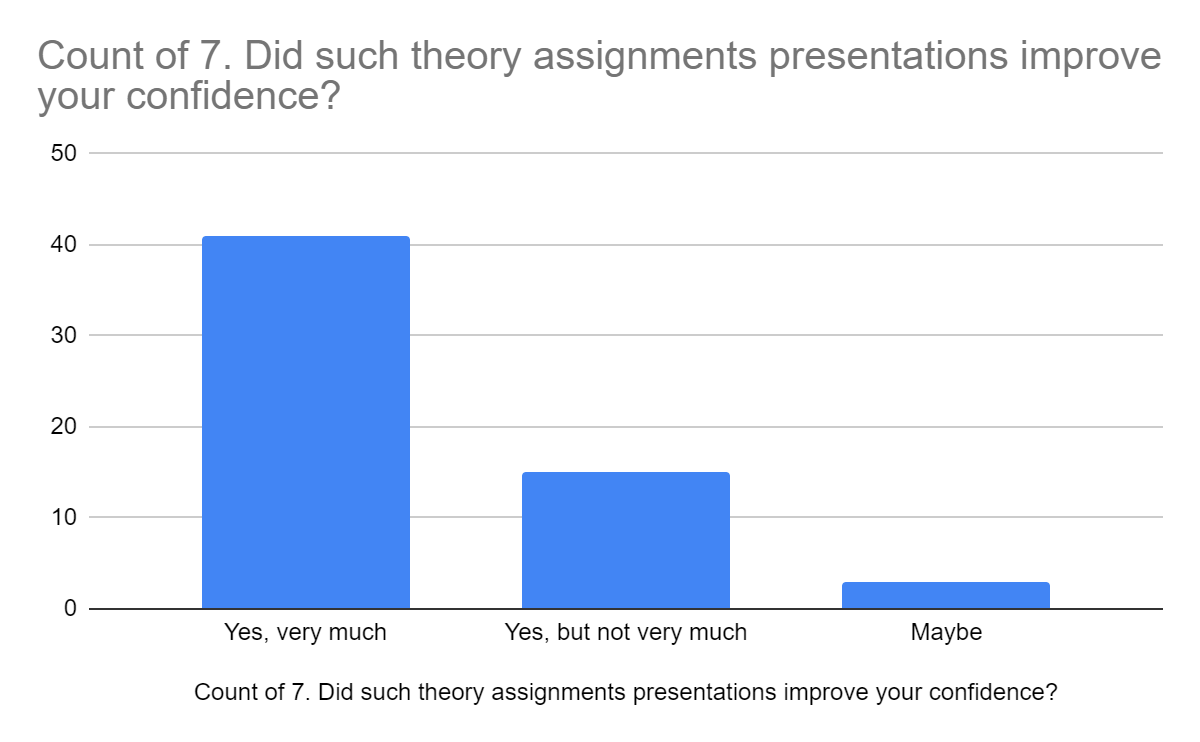 Count of 7. Did such theory assignments presentations improve
your confidence?
50
40
30
20
10
0
Yes, very much
Yes, but not very much
Maybe
Count of 7. Did such theory assignments presentations improve your confidence?